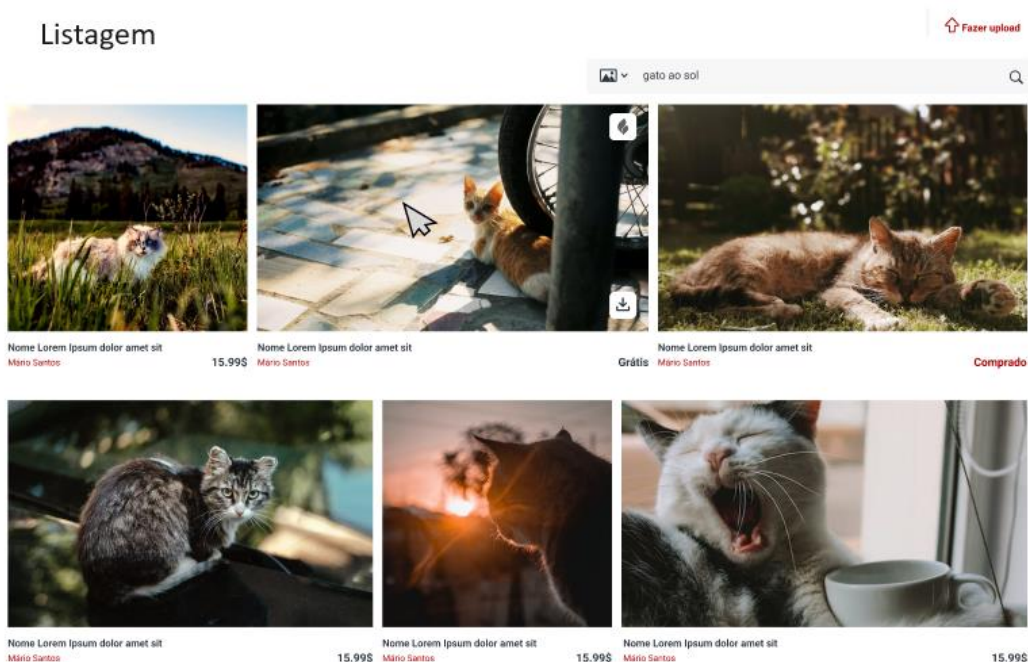 Listagem
Fazer upload
gato ao sol
Nome Lorem Ipsum dolor amet sit
Mário Santos
15.99$
Nome Lorem Ipsum dolor amet sit
Mário Santos
Grátis
Nome Lorem Ipsum dolor amet sit
Mário Santos
Comprado
Nome Lorem Ipsum dolor amet sit
Mário Santos
15.99$
Nome Lorem Ipsum dolor amet sit
Mário Santos
15.99$
Nome Lorem Ipsum dolor amet sit
Mário Santos
15.99$